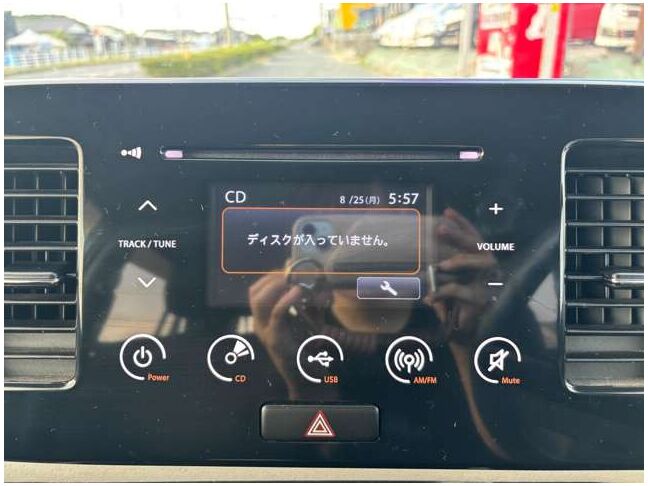 CD
8/25(月) 5:57
ディスクが入っていません。
TRACK / TUNE
+
VOLUME
−
Power
CD
USB
AM/FM
Mute